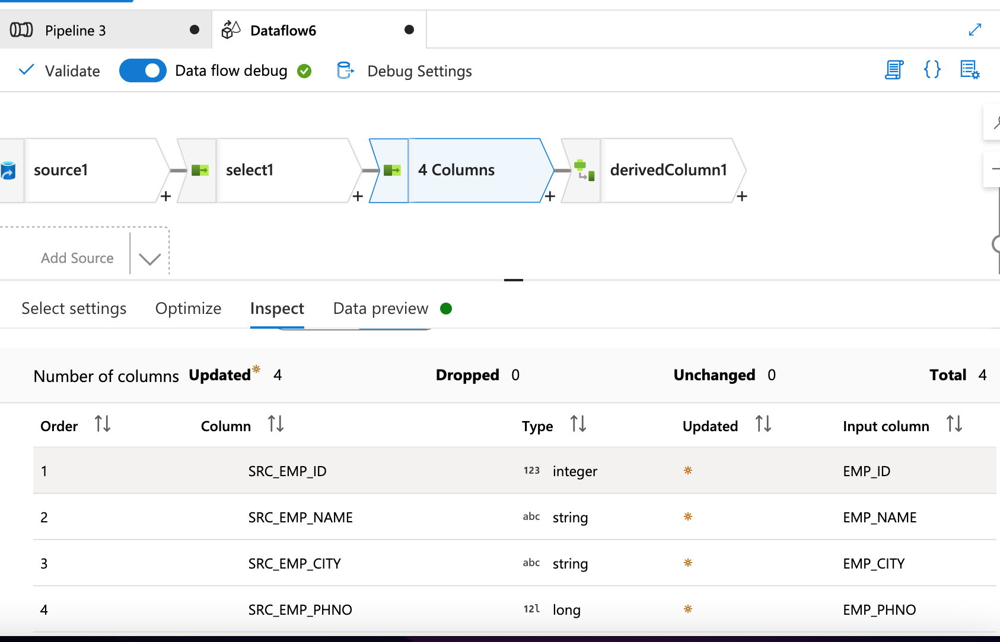 Pipeline 3 Dataflow6
Validate Data flow debug Debug Settings
source1 select1 4 Columns derivedColumn1
+ + + +
Add Source
Select settings Optimize Inspect Data preview
Number of columns Updated* 4 Dropped 0 Unchanged 0 Total 4
Order Column Type Updated Input column
1 SRC_EMP_ID 123 integer * EMP_ID
2 SRC_EMP_NAME abc string * EMP_NAME
3 SRC_EMP_CITY abc string * EMP_CITY
4 SRC_EMP_PHNO 12l long * EMP_PHNO